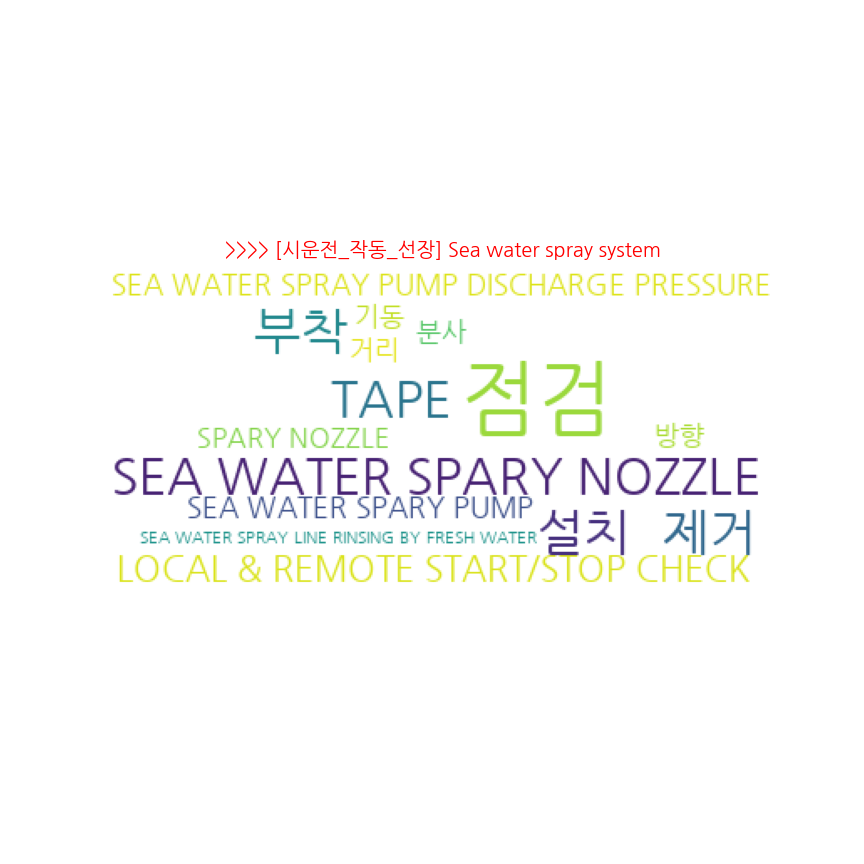 >>>> [시운전_작동_선장] Sea water spray system
SEA WATER SPRAY PUMP DISCHARGE PRESSURE
부착
기동
분사
거리
TAPE
점검
SPARY NOZZLE
방향
SEA WATER SPARY NOZZLE
SEA WATER SPARY PUMP
설치
제거
SEA WATER SPRAY LINE RINSING BY FRESH WATER
LOCAL & REMOTE START/STOP CHECK